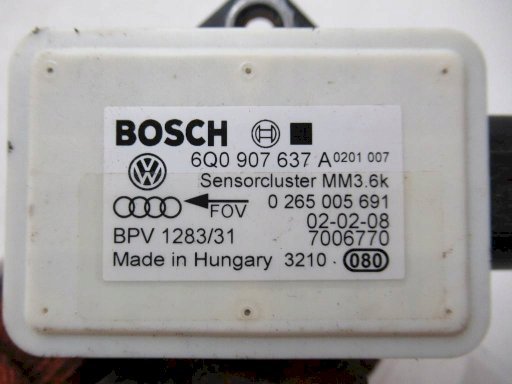 BOSCH
6Q0 907 637 A 0201 007
Sensorcluster MM3.6k
FOV 0 265 005 691
02-02-08
BPV 1283/31 7006770
Made in Hungary 3210 080